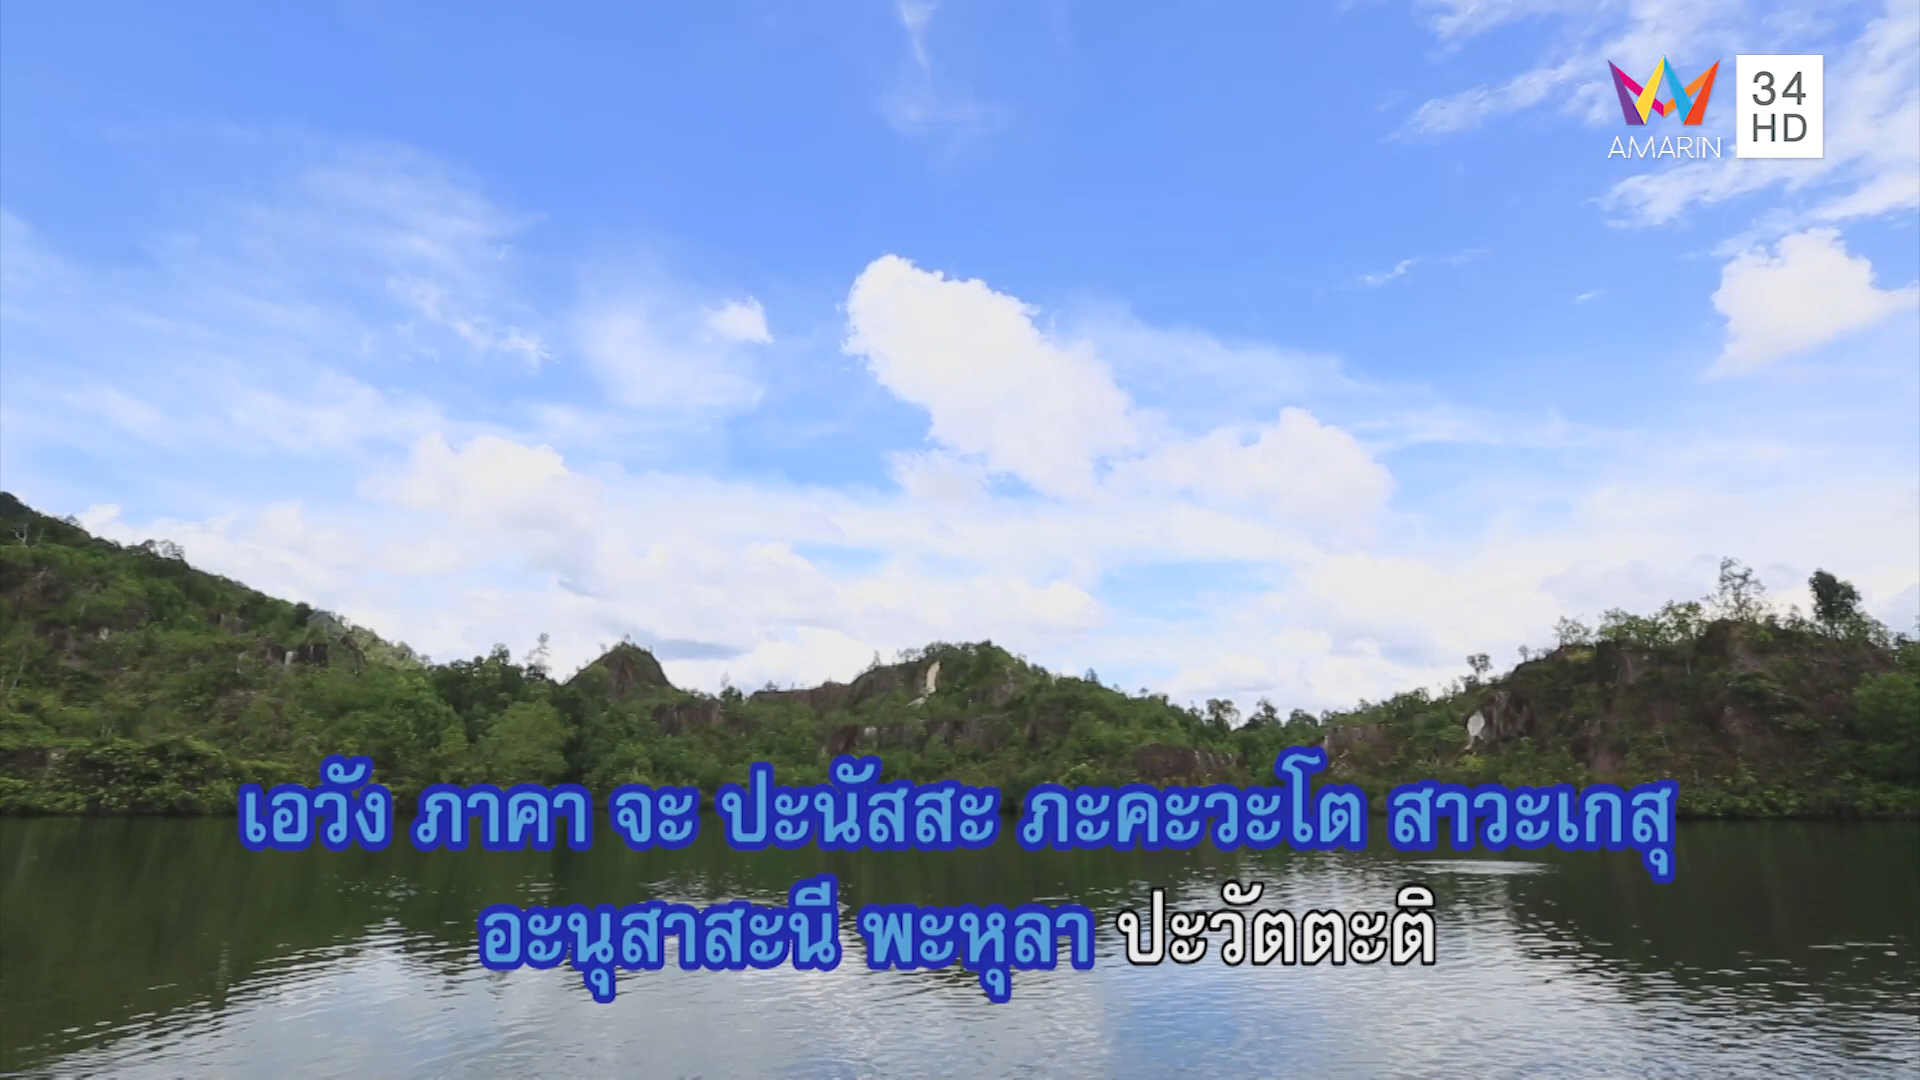 AMARIN
34
HD
เอวัง ภาคา จะ ปะนัสสะ ภะคะวะโต สาวะเกสุ
อะนุสาสะนี พะหุลา ปะวัตตะติ